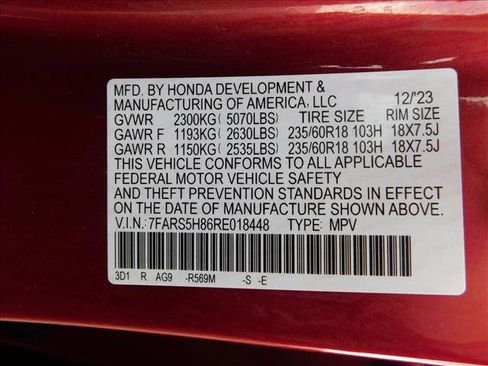 MFD. BY HONDA DEVELOPMENT &
MANUFACTURING OF AMERICA, LLC 12/'23
GVWR 2300KG( 5070LBS) TIRE SIZE RIM SIZE
GAWR F 1193KG( 2630LBS) 235/60R18 103H 18X7.5J
GAWR R 1150KG( 2535LBS) 235/60R18 103H 18X7.5J
THIS VEHICLE CONFORMS TO ALL APPLICABLE
FEDERAL MOTOR VEHICLE SAFETY
AND THEFT PREVENTION STANDARDS IN EFFECT
ON THE DATE OF MANUFACTURE SHOWN ABOVE.
V.I.N.:7FARS5H86RE018448 TYPE: MPV
3D1 R AG9 -R569M -S -E